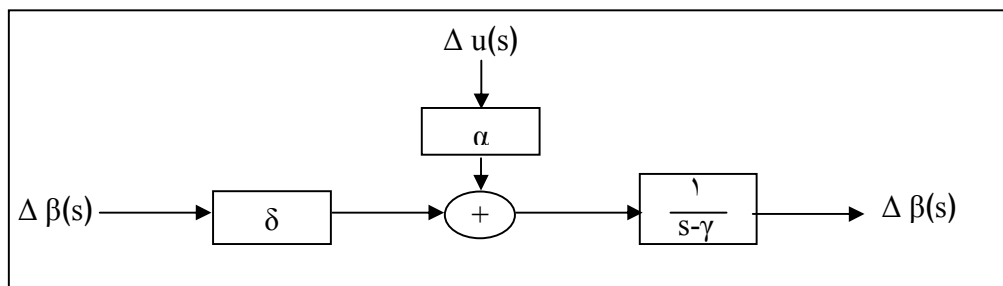 Δ u(s)
α
Δ β(s)
δ
+
١
s-γ
Δ β(s)